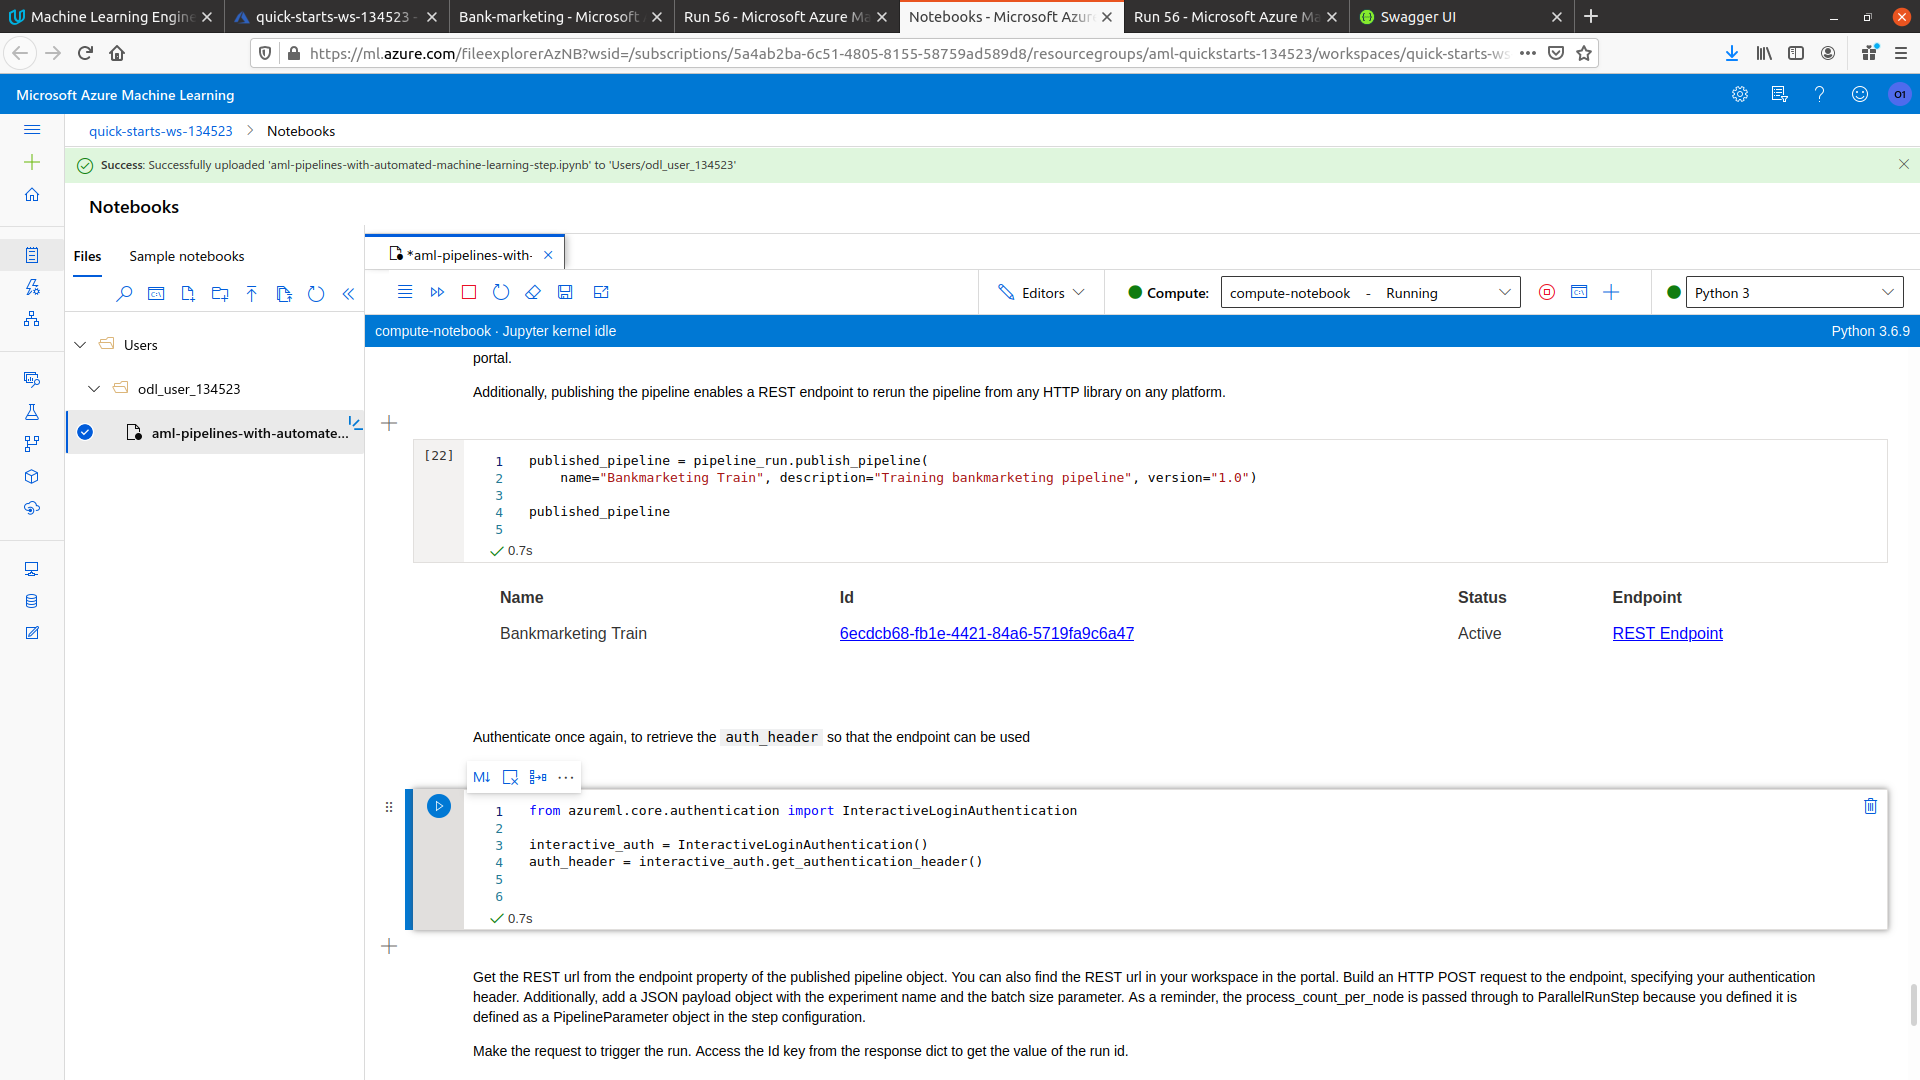 Machine Learning Engine
quick-starts-ws-134523 -
Bank-marketing - Microsoft
Run 56 - Microsoft Azure Ma
Notebooks - Microsoft Azure
Run 56 - Microsoft Azure Ma
Swagger UI
https://ml.azure.com/fileexplorerAzNB?wsid=/subscriptions/5a4ab2ba-6c51-4805-8155-58759ad589d8/resourcegroups/aml-quickstarts-134523/workspaces/quick-starts-ws
Microsoft Azure Machine Learning
O1
quick-starts-ws-134523 > Notebooks
Success: Successfully uploaded 'aml-pipelines-with-automated-machine-learning-step.ipynb' to 'Users/odl_user_134523'
Notebooks
Files
Sample notebooks
*aml-pipelines-with-
Editors
Compute:
compute-notebook - Running
Python 3
compute-notebook · Jupyter kernel idle
Python 3.6.9
Users
odl_user_134523
aml-pipelines-with-automate...
portal.
Additionally, publishing the pipeline enables a REST endpoint to rerun the pipeline from any HTTP library on any platform.
[22]
1 published_pipeline = pipeline_run.publish_pipeline(
2 name="Bankmarketing Train", description="Training bankmarketing pipeline", version="1.0")
3
4 published_pipeline
5
0.7s
Name Id Status Endpoint
Bankmarketing Train 6ecdcb68-fb1e-4421-84a6-5719fa9c6a47 Active REST Endpoint
Authenticate once again, to retrieve the auth_header so that the endpoint can be used
M↓
1 from azureml.core.authentication import InteractiveLoginAuthentication
2
3 interactive_auth = InteractiveLoginAuthentication()
4 auth_header = interactive_auth.get_authentication_header()
5
6
0.7s
Get the REST url from the endpoint property of the published pipeline object. You can also find the REST url in your workspace in the portal. Build an HTTP POST request to the endpoint, specifying your authentication
header. Additionally, add a JSON payload object with the experiment name and the batch size parameter. As a reminder, the process_count_per_node is passed through to ParallelRunStep because you defined it is
defined as a PipelineParameter object in the step configuration.
Make the request to trigger the run. Access the Id key from the response dict to get the value of the run id.